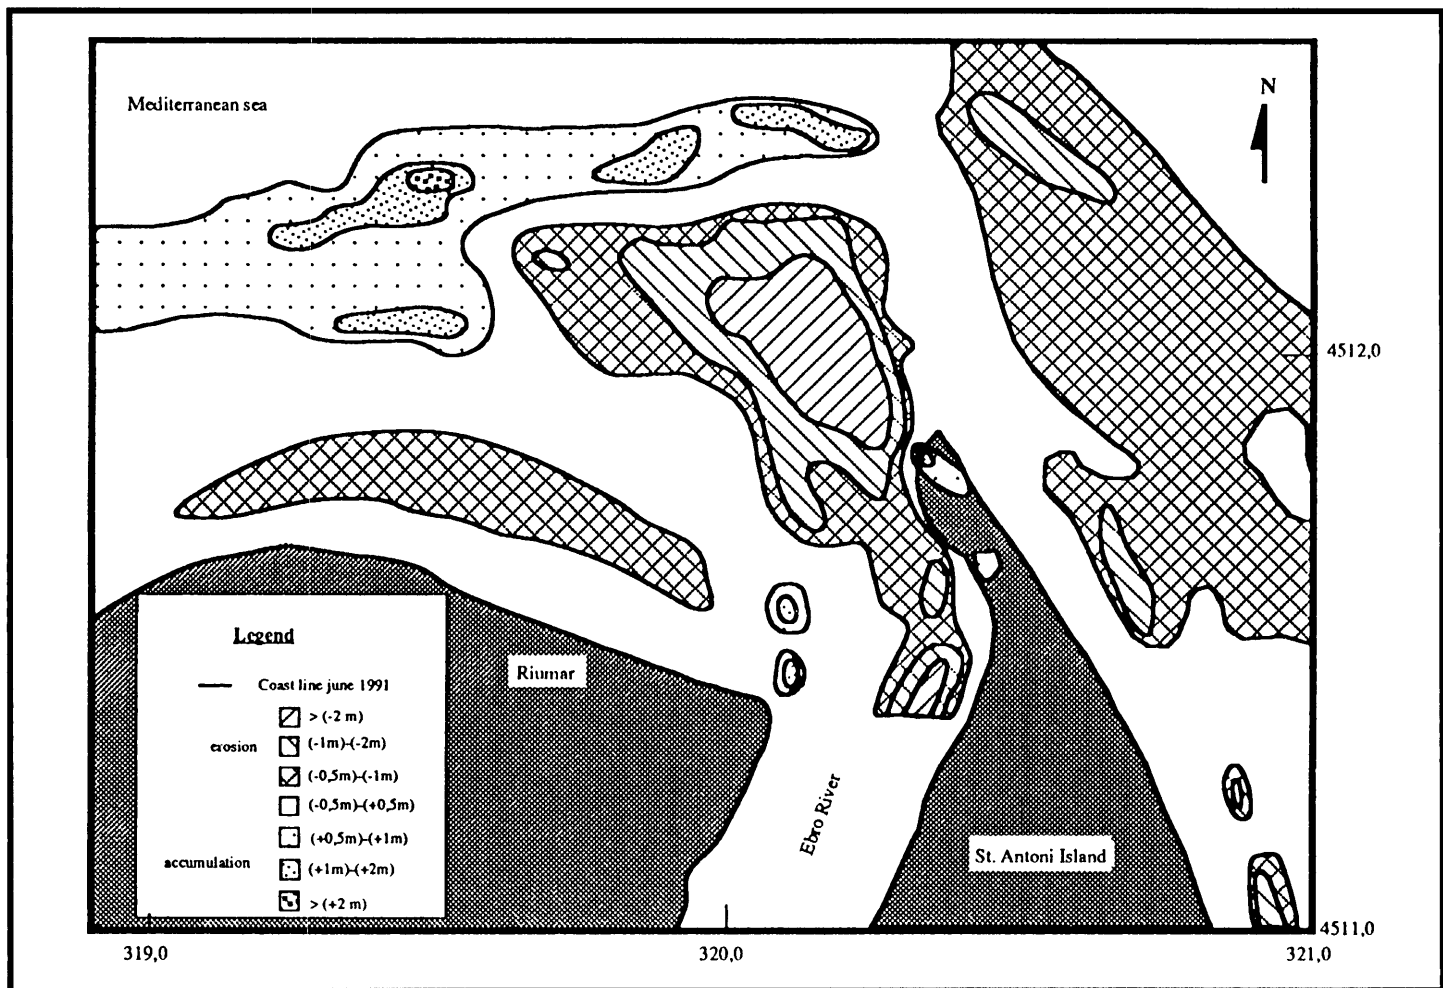 Mediterranean sea
N
4512,0
Legend
Coast line june 1991
> (-2 m)
erosion (-1m)-(-2m)
(-0,5m)-(-1m)
(-0,5m)-(+0,5m)
(+0,5m)-(+1m)
accumulation (+1m)-(+2m)
> (+2 m)
Riumar
Ebro River
St. Antoni Island
4511,0
319,0 320,0 321,0